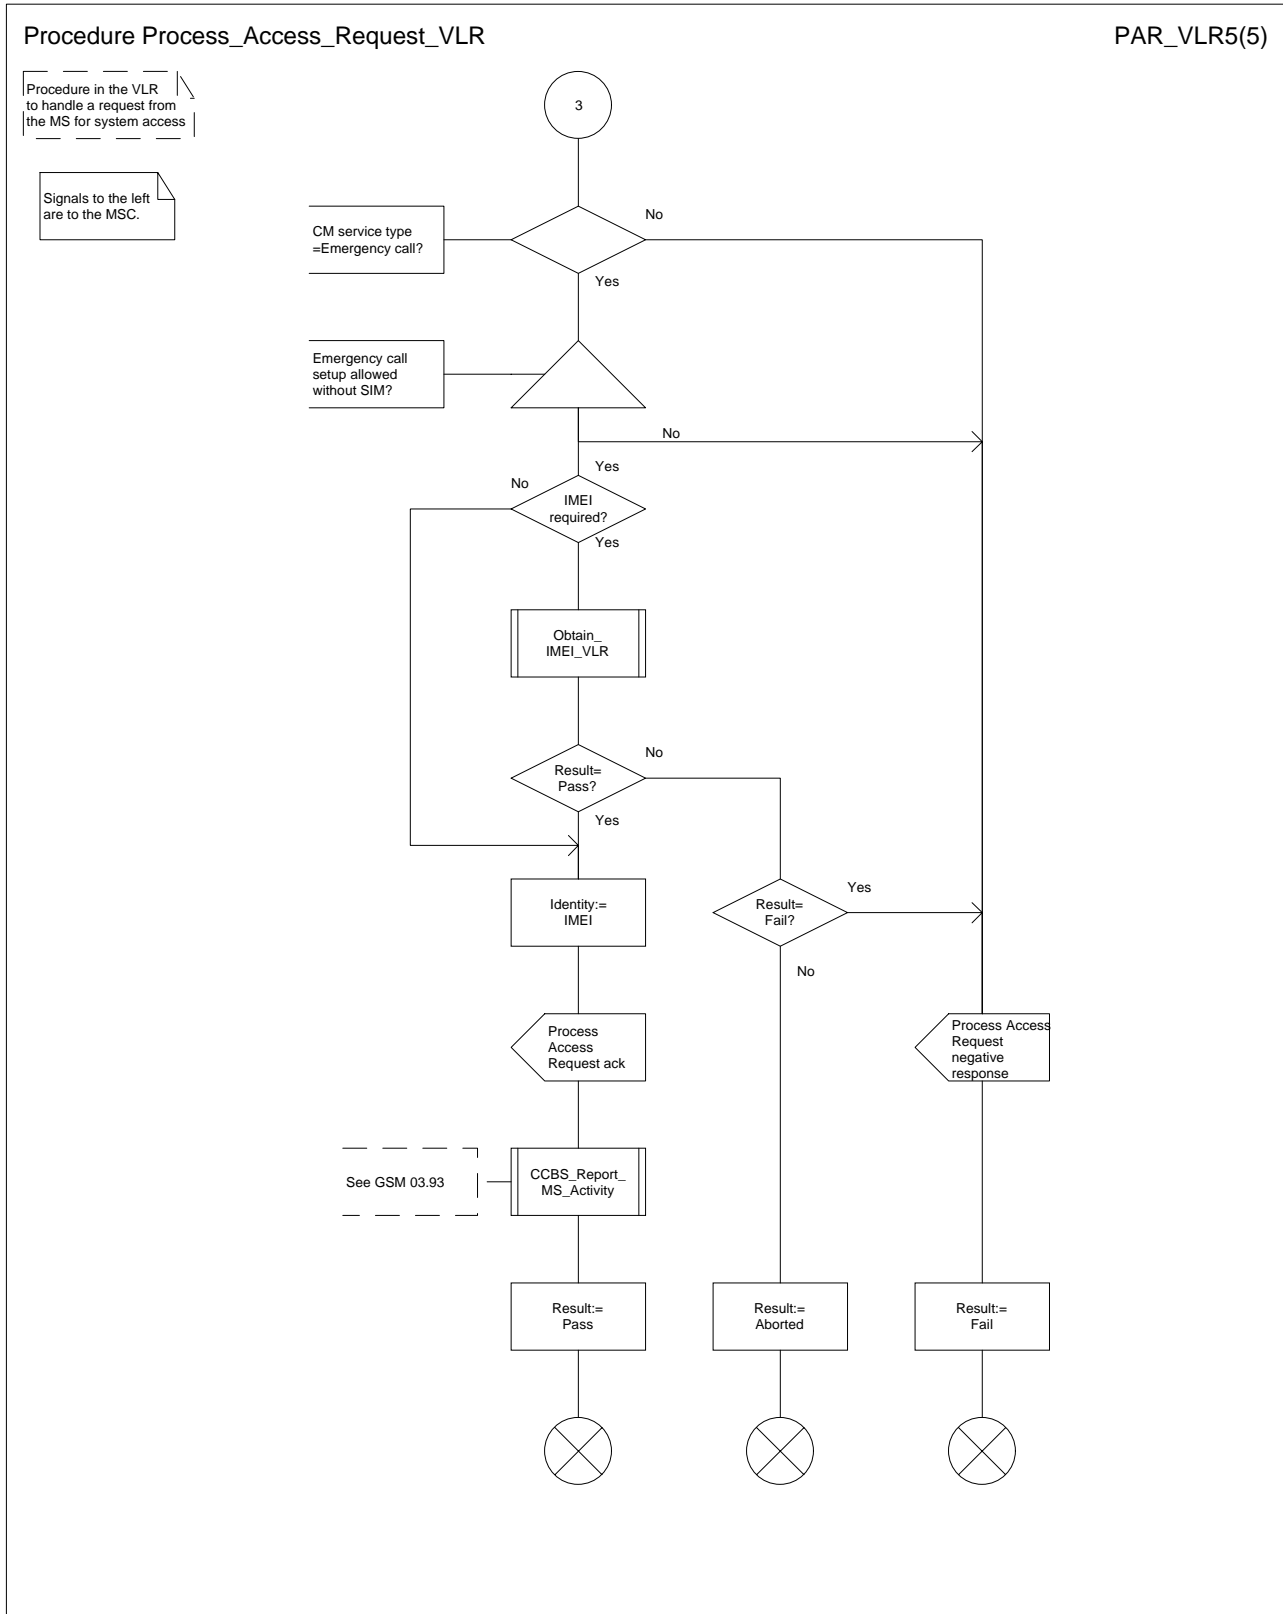 Procedure Process_Access_Request_VLR
PAR_VLR5(5)
Procedure in the VLR
to handle a request from
the MS for system access
3
Signals to the left
are to the MSC.
No
CM service type
=Emergency call?
Yes
Emergency call
setup allowed
without SIM?
No
Yes
No
IMEI
required?
Yes
Obtain_
IMEI_VLR
No
Result=
Pass?
Yes
Identity:=
IMEI
Yes
Result=
Fail?
No
Process
Access
Request ack
Process Access
Request
negative
response
See GSM 03.93
CCBS_Report_
MS_Activity
Result:=
Pass
Result:=
Aborted
Result:=
Fail